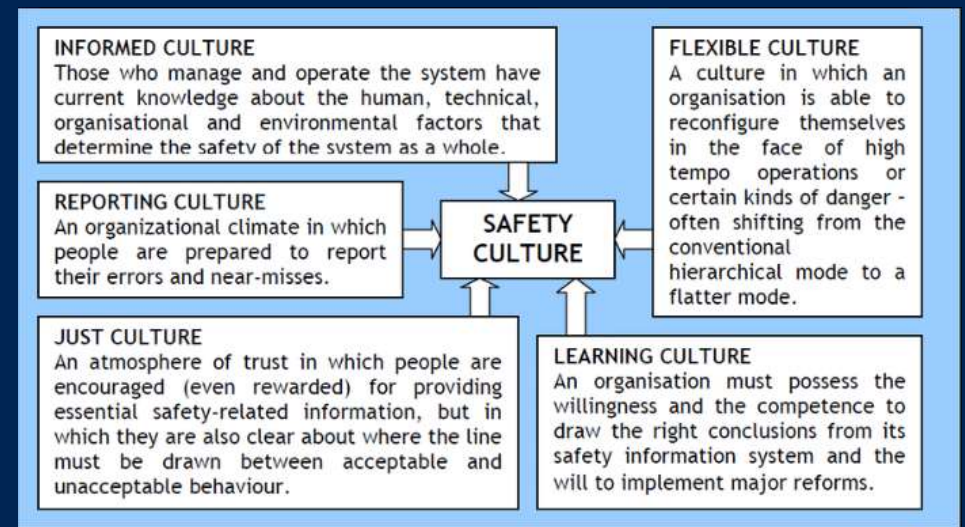 INFORMED CULTURE
Those who manage and operate the system have
current knowledge about the human, technical,
organisational and environmental factors that
determine the safety of the system as a whole.
FLEXIBLE CULTURE
A culture in which an
organisation is able to
reconfigure themselves
in the face of high
tempo operations or
certain kinds of danger -
often shifting from the
conventional
hierarchical mode to a
flatter mode.
REPORTING CULTURE
An organizational climate in which
people are prepared to report
their errors and near-misses.
SAFETY
CULTURE
JUST CULTURE
An atmosphere of trust in which people are
encouraged (even rewarded) for providing
essential safety-related information, but in
which they are also clear about where the line
must be drawn between acceptable and
unacceptable behaviour.
LEARNING CULTURE
An organisation must possess the
willingness and the competence to
draw the right conclusions from its
safety information system and the
will to implement major reforms.